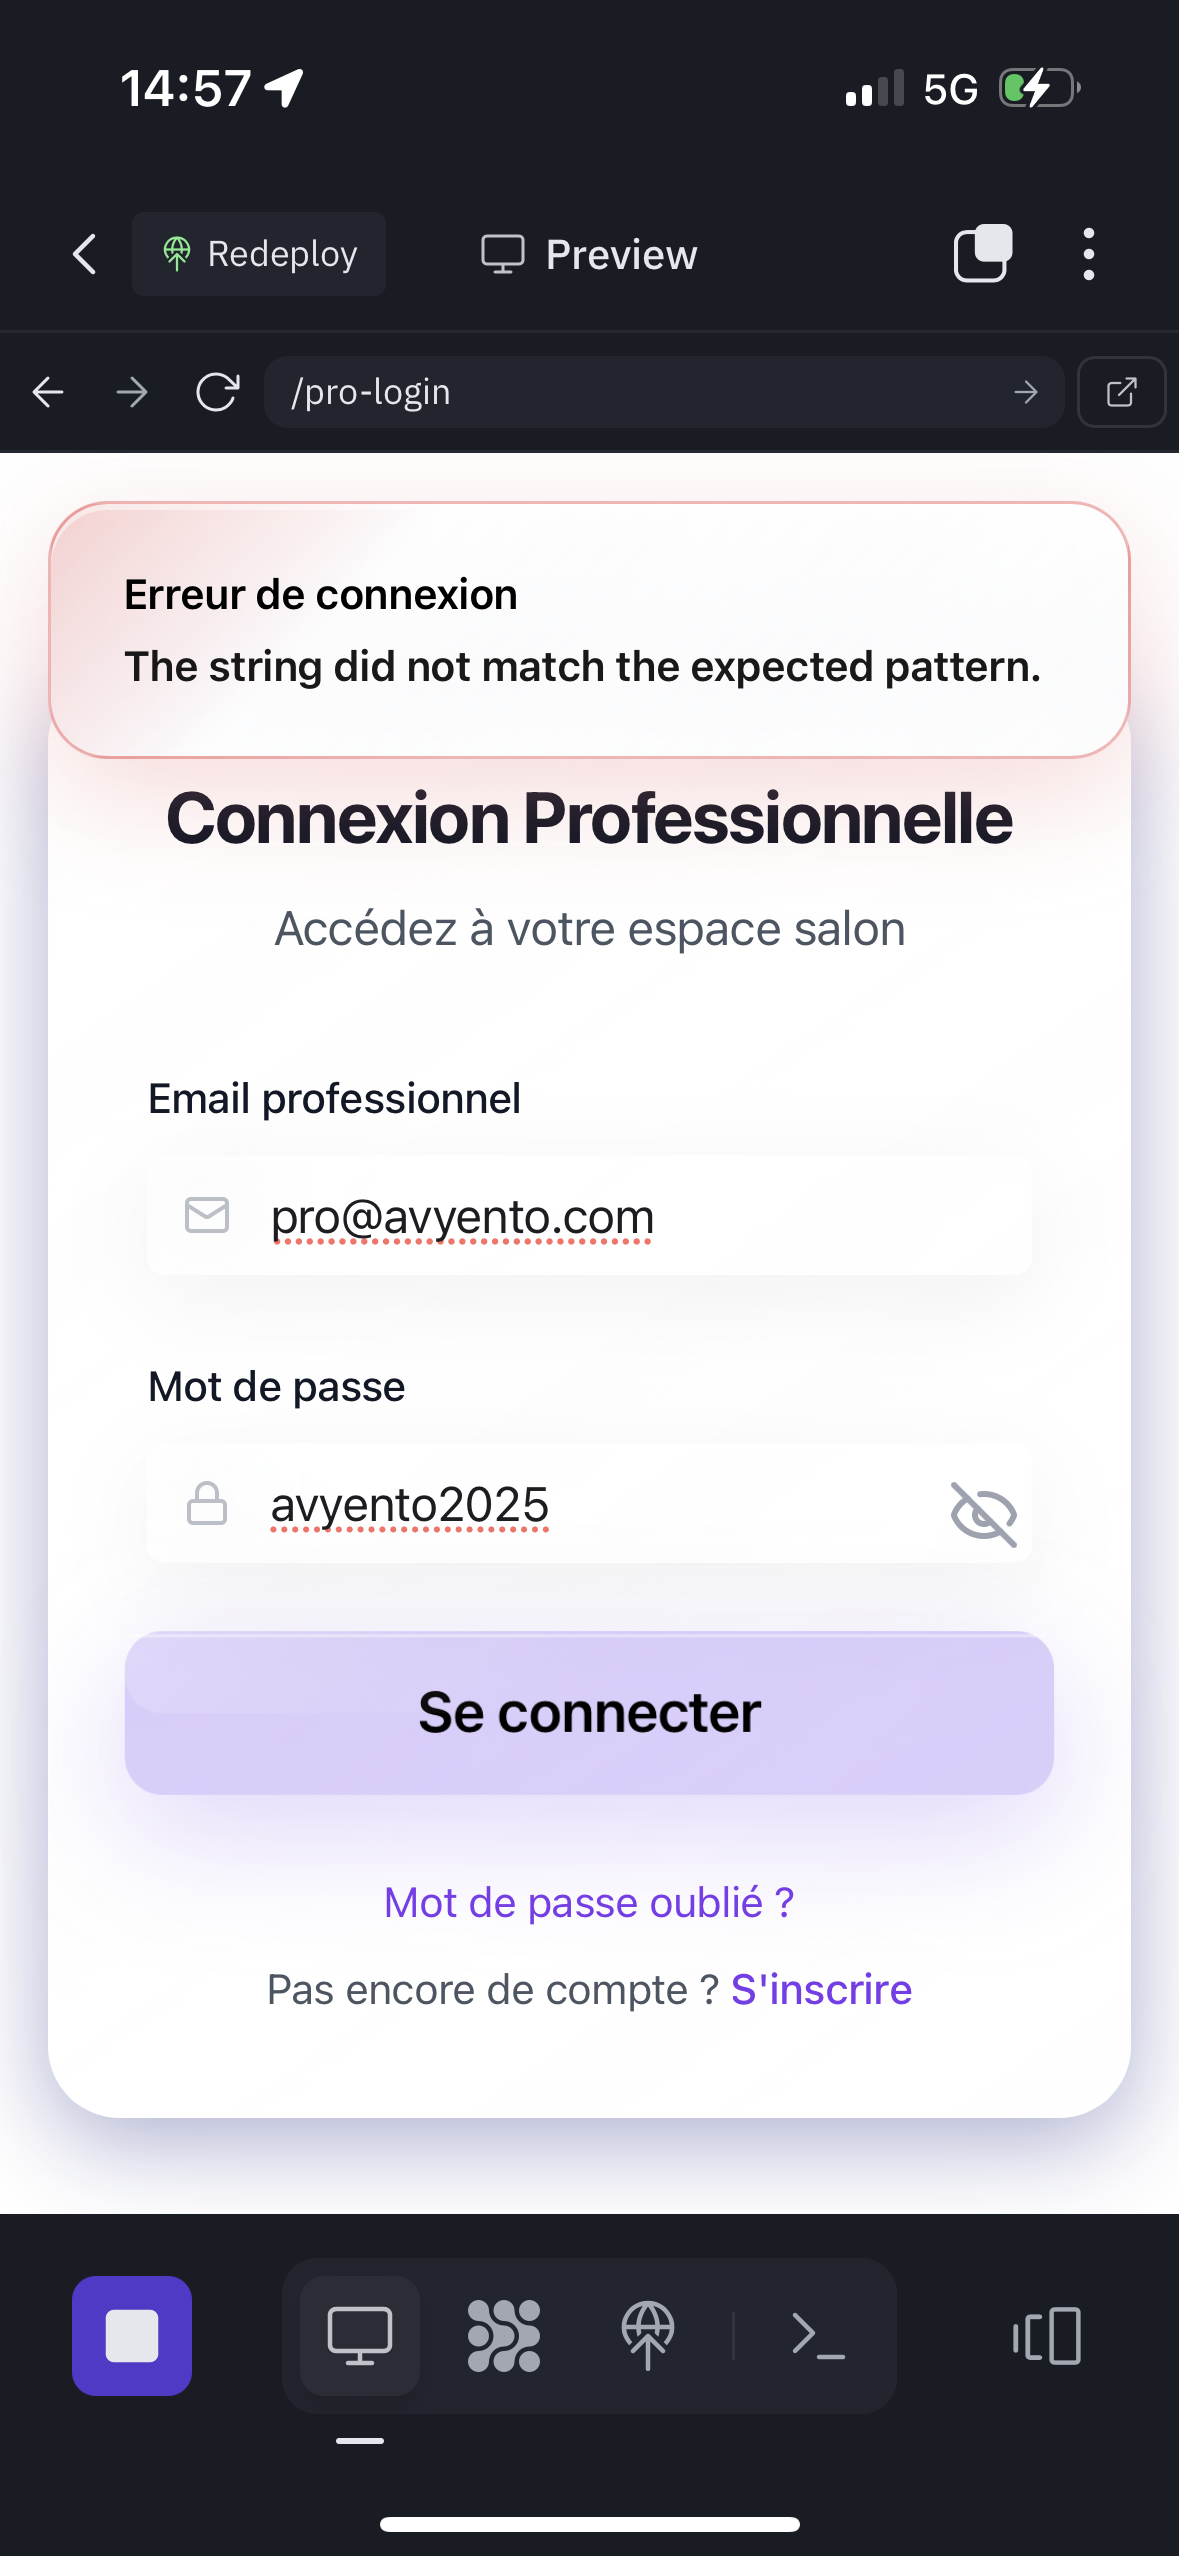 14:57
5G
Redeploy
Preview
/pro-login
Erreur de connexion
The string did not match the expected pattern.
Connexion Professionnelle
Accédez à votre espace salon
Email professionnel
pro@avyento.com
Mot de passe
avyento2025
Se connecter
Mot de passe oublié ?
Pas encore de compte ? S'inscrire